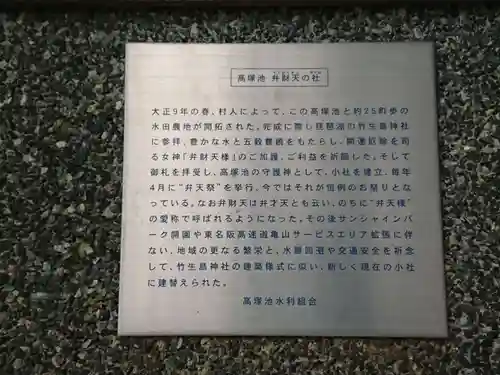 高塚池 弁財天の社
大正9年の春、村人によって、この高塚池と約25町歩の
水田農地が開拓された。完成に際し琵琶湖の竹生島神社
に参拝、豊かな水と五穀豊穣をもたらし、開運厄除を司
る女神「弁財天様」のご加護、ご利益を祈願した。そして
御札を拝受し、高塚池の守護神として、小社を建立、毎年
4月に"弁天祭"を挙行、今ではそれが恒例のお祭りとな
っている。なお弁財天は弁才天とも云い、のちに"弁天様"
の愛称で呼ばれるようになった。その後サンシャインパ
ーク開園や東名阪高速道亀山サービスエリア拡張に伴
ない、地域の更なる繁栄と、水難回避や交通安全を祈念
して、竹生島神社の建築様式に似い、新しく現在の小社
に建替えられた。
高塚池水利組合